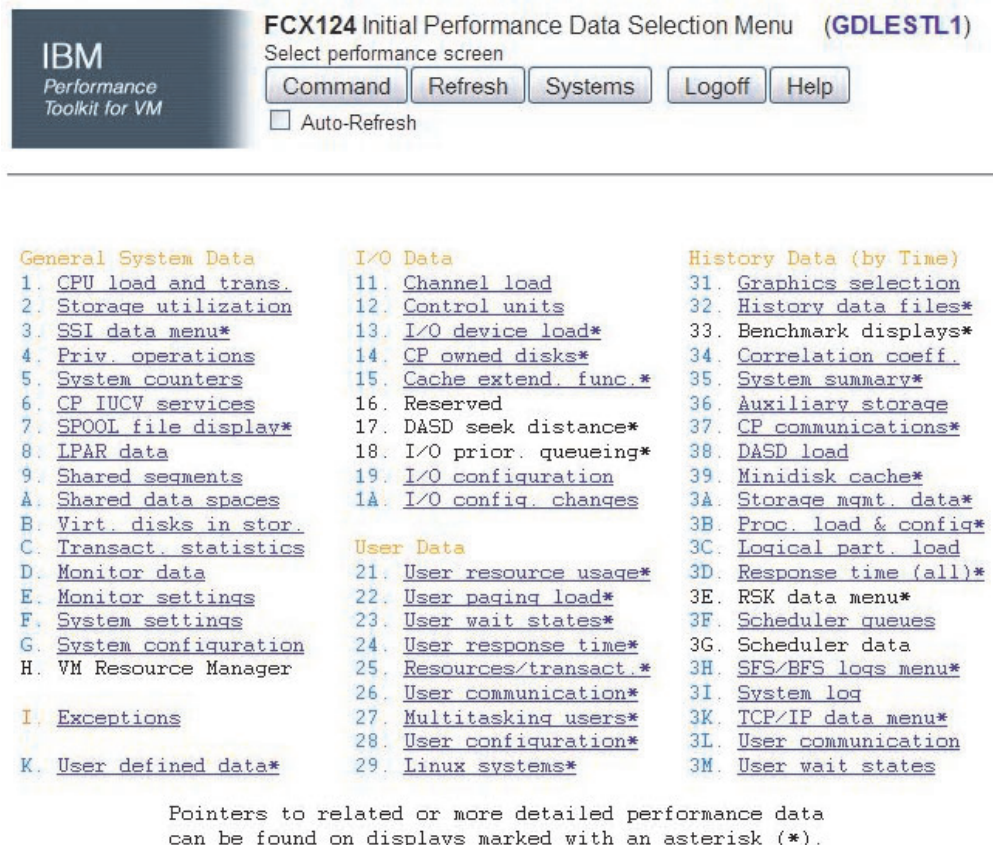 IBM
Performance
Toolkit for VM
FCX124 Initial Performance Data Selection Menu (GDLESTL1)
Select performance screen
Command Refresh Systems Logoff Help
Auto-Refresh
General System Data
1. CPU load and trans.
2. Storage utilization
3. SSI data menu*
4. Priv. operations
5. System counters
6. CP IUCV services
7. SPOOL file display*
8. LPAR data
9. Shared segments
A. Shared data spaces
B. Virt. disks in stor.
C. Transact. statistics
D. Monitor data
E. Monitor settings
F. System settings
G. System configuration
H. VM Resource Manager
I. Exceptions
K. User defined data*
I/O Data
11. Channel load
12. Control units
13. I/O device load*
14. CP owned disks*
15. Cache extend. func.*
16. Reserved
17. DASD seek distance*
18. I/O prior. queueing*
19. I/O configuration
1A. I/O config. changes
User Data
21. User resource usage*
22. User paging load*
23. User wait states*
24. User response time*
25. Resources/transact.*
26. User communication*
27. Multitasking users*
28. User configuration*
29. Linux systems*
History Data (by Time)
31. Graphics selection
32. History data files*
33. Benchmark displays*
34. Correlation coeff.
35. System summary*
36. Auxiliary storage
37. CP communications*
38. DASD load
39. Minidisk cache*
3A. Storage mgmt. data*
3B. Proc. load & config*
3C. Logical part. load
3D. Response time (all)*
3E. RSK data menu*
3F. Scheduler queues
3G. Scheduler data
3H. SFS/BFS logs menu*
3I. System log
3K. TCP/IP data menu*
3L. User communication
3M. User wait states
Pointers to related or more detailed performance data
can be found on displays marked with an asterisk (*).